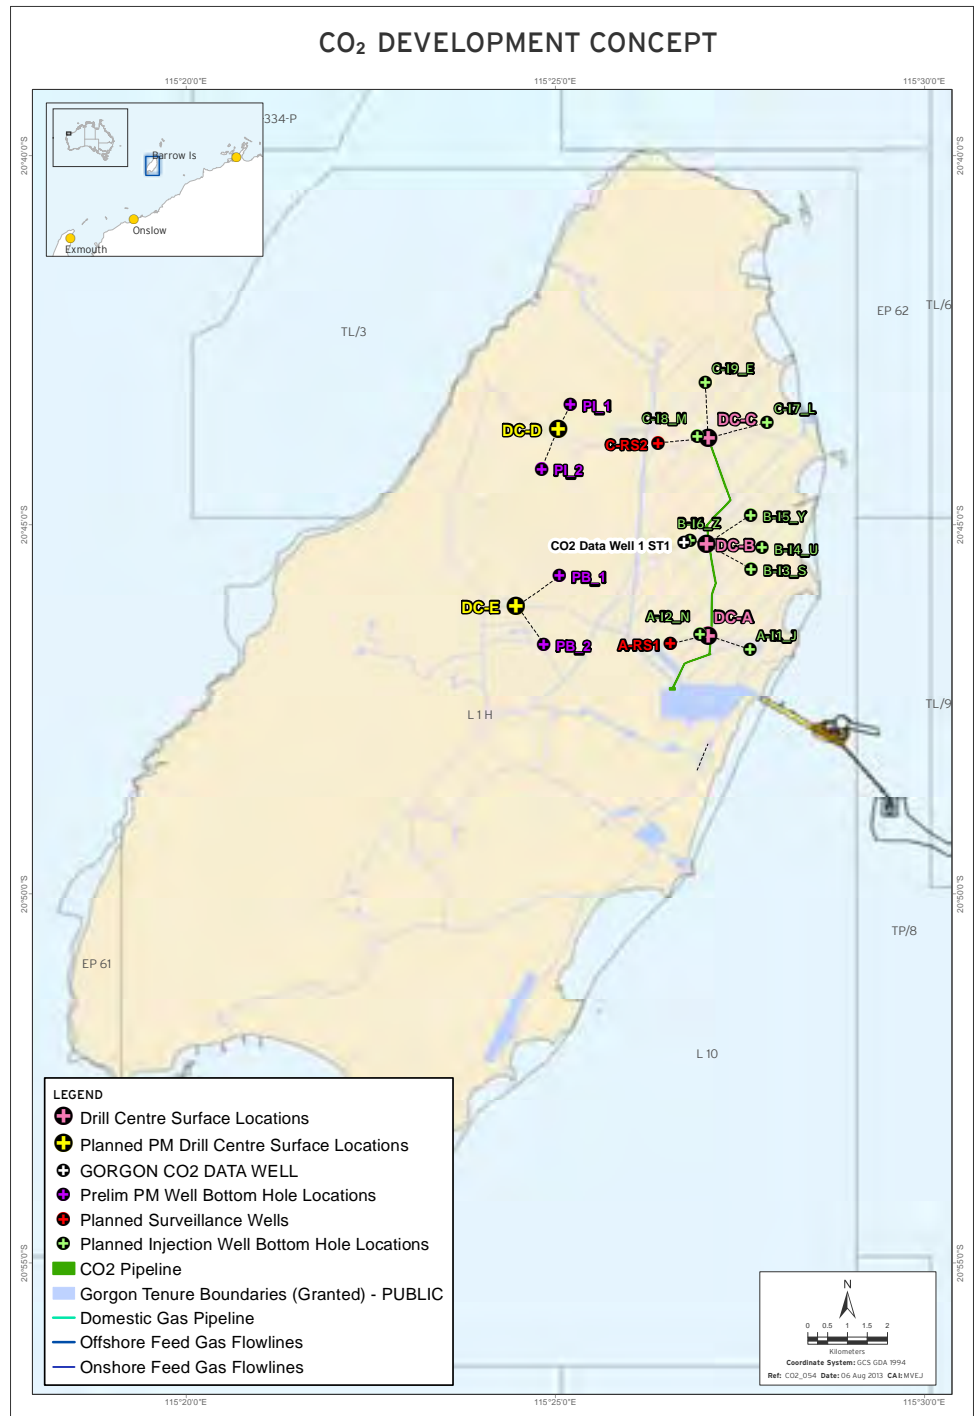 CO₂ DEVELOPMENT CONCEPT
115°20'0"E
115°25'0"E
115°30'0"E
334-P
Barrow Is
Onslow
Exmouth
20°40'0"S
20°40'0"S
TL/3
EP 62
TL/6
C-I9_E
C-I7_L
PI_1
DC-D
C-I8_M
DC-C
C-RS2
PI_2
20°45'0"S
20°45'0"S
B-I5_Y
B-I6_Z
CO2 Data Well 1 ST1
DC-B
B-I4_U
B-I3_S
PB_1
DC-E
A-I2_N
DC-A
A-I1_J
A-RS1
PB_2
L 1 H
TL/9
20°50'0"S
20°50'0"S
TP/8
EP 61
L 10
LEGEND
Drill Centre Surface Locations
Planned PM Drill Centre Surface Locations
GORGON CO2 DATA WELL
Prelim PM Well Bottom Hole Locations
Planned Surveillance Wells
Planned Injection Well Bottom Hole Locations
CO2 Pipeline
Gorgon Tenure Boundaries (Granted) - PUBLIC
Domestic Gas Pipeline
Offshore Feed Gas Flowlines
Onshore Feed Gas Flowlines
20°55'0"S
20°55'0"S
N
0 0.5 1 1.5 2
Kilometers
Coordinate System: GCS GDA 1994
Ref: CO2_054 Date: 06 Aug 2013 CAI: MVEJ
115°20'0"E
115°25'0"E
115°30'0"E